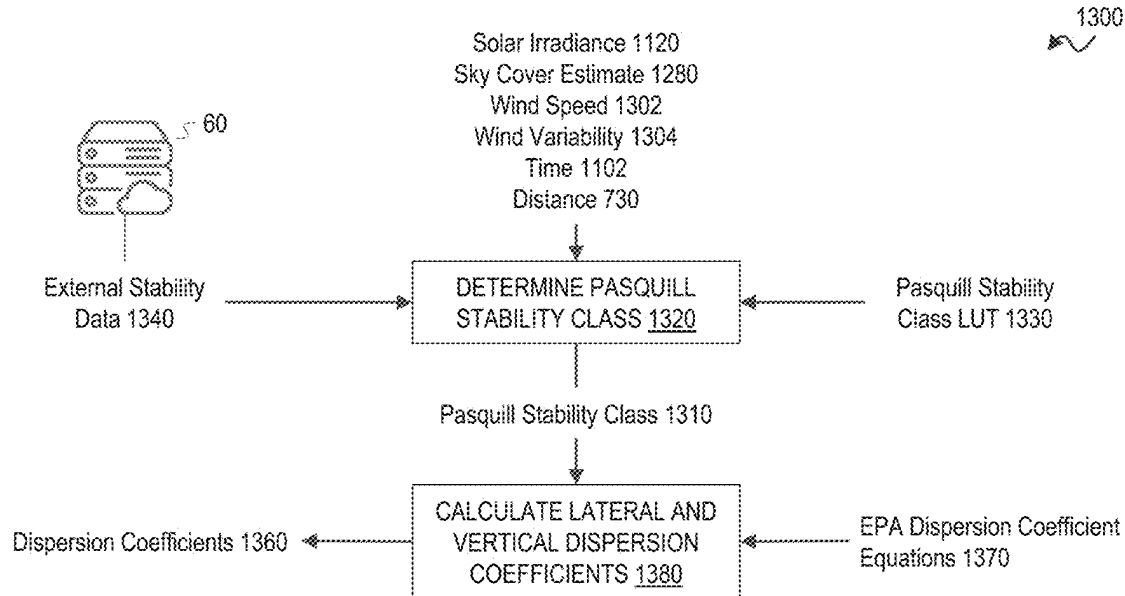 1300
Solar Irradiance 1120
Sky Cover Estimate 1280
Wind Speed 1302
Wind Variability 1304
Time 1102
Distance 730
60
External Stability
Data 1340
DETERMINE PASQUILL
STABILITY CLASS 1320
Pasquill Stability
Class LUT 1330
Pasquill Stability Class 1310
Dispersion Coefficients 1360
CALCULATE LATERAL AND
VERTICAL DISPERSION
COEFFICIENTS 1380
EPA Dispersion Coefficient
Equations 1370